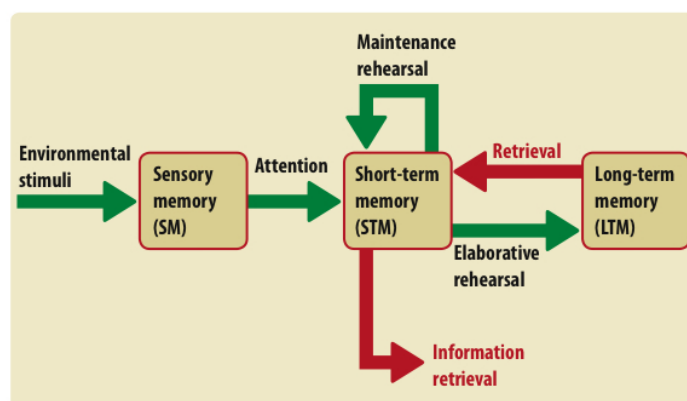 Maintenance
rehearsal
Environmental
stimuli
Sensory
memory
(SM)
Attention
Short-term
memory
(STM)
Retrieval
Long-term
memory
(LTM)
Elaborative
rehearsal
Information
retrieval